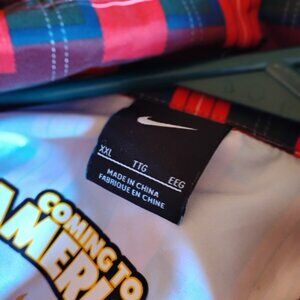 XXL TTG EEG
MADE IN CHINA
FABRIQUÉ EN CHINE
COMING TO
AMERI